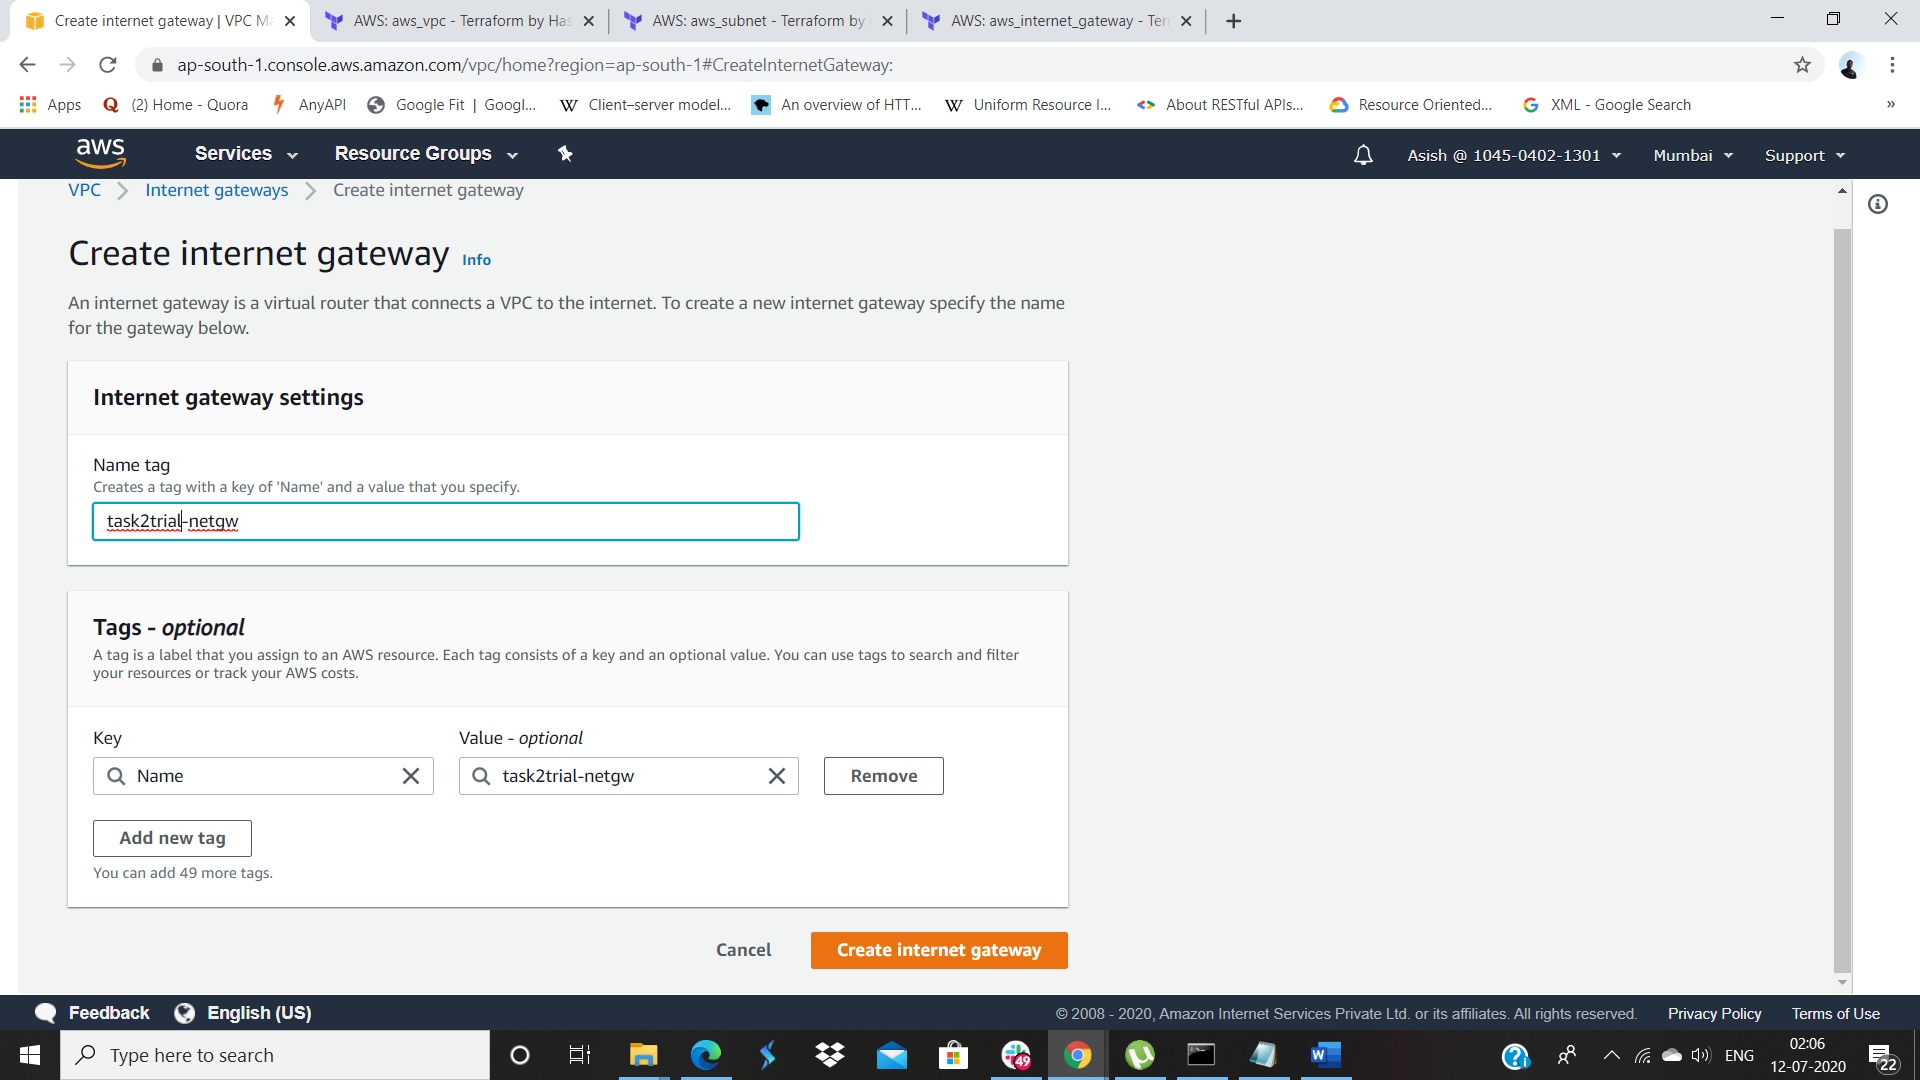 Create internet gateway | VPC Ma
AWS: aws_vpc - Terraform by Has
AWS: aws_subnet - Terraform by
AWS: aws_internet_gateway - Ter
ap-south-1.console.aws.amazon.com/vpc/home?region=ap-south-1#CreateInternetGateway:
Apps
(2) Home - Quora
AnyAPI
Google Fit | Googl...
Client–server model...
An overview of HTT...
Uniform Resource I...
About RESTful APIs...
Resource Oriented...
XML - Google Search
»
aws
Services
Resource Groups
Asish @ 1045-0402-1301
Mumbai
Support
VPC
Internet gateways
Create internet gateway
Create internet gateway Info
An internet gateway is a virtual router that connects a VPC to the internet. To create a new internet gateway specify the name
for the gateway below.
Internet gateway settings
Name tag
Creates a tag with a key of 'Name' and a value that you specify.
task2trial-netgw
Tags - optional
A tag is a label that you assign to an AWS resource. Each tag consists of a key and an optional value. You can use tags to search and filter
your resources or track your AWS costs.
Key
Value - optional
Name
task2trial-netgw
Remove
Add new tag
You can add 49 more tags.
Cancel
Create internet gateway
Feedback
English (US)
© 2008 - 2020, Amazon Internet Services Private Ltd. or its affiliates. All rights reserved.
Privacy Policy
Terms of Use
Type here to search
49
ENG
02:06
12-07-2020
22